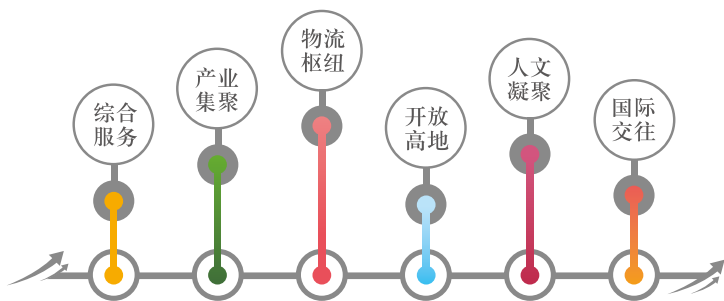 综合
服务
产业
集聚
物流
枢纽
开放
高地
人文
凝聚
国际
交往